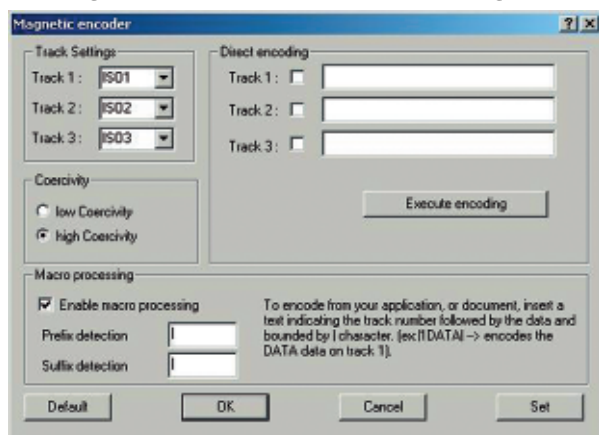 Magnetic encoder
Track Settings
Track 1 : ISO1
Track 2 : ISO2
Track 3 : ISO3
Direct encoding
Track 1 :
Track 2 :
Track 3 :
Execute encoding
Coercivity
low Coercivity
high Coercivity
Macro processing
Enable macro processing
Prefix detection |
Suffix detection |
To encode from your application, or document, insert a
text indicating the track number followed by the data and
bounded by | character. (ex:|1DATA| --> encodes the
DATA data on track 1).
Default OK Cancel Set